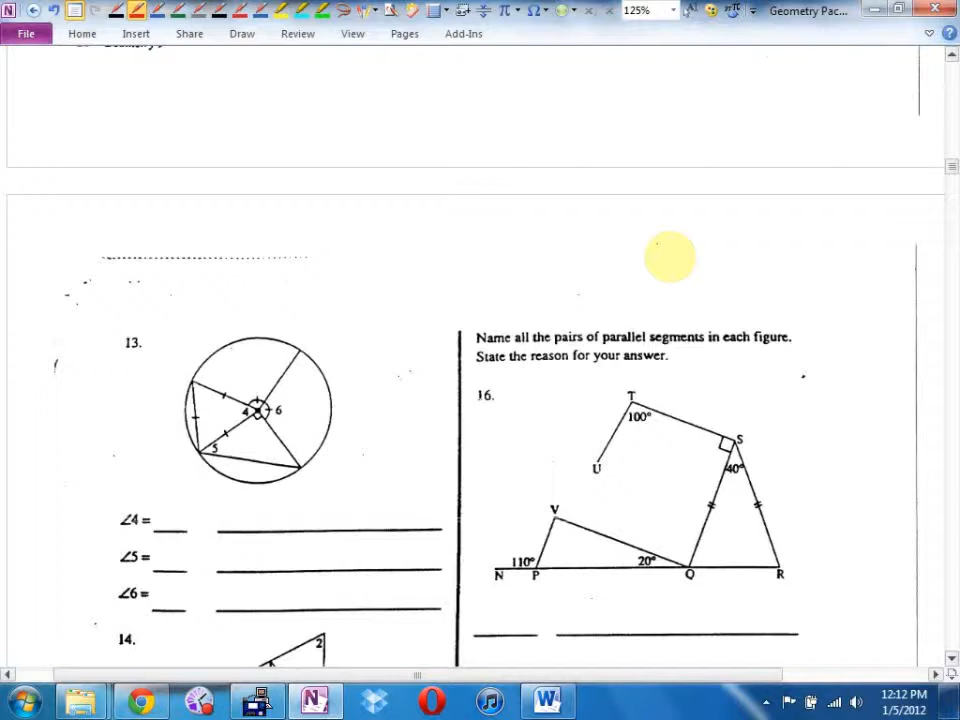 125%
Geometry Pac...
File Home Insert Share Draw Review View Pages Add-Ins
13.
4
6
5
∠4 =
∠5 =
∠6 =
14.
2
Name all the pairs of parallel segments in each figure.
State the reason for your answer.
16.
T
100°
S
U
40°
V
110°
20°
N P Q R
12:12 PM
1/5/2012